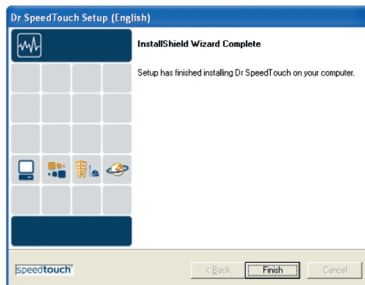 Dr SpeedTouch Setup (English)
InstallShield Wizard Complete
Setup has finished installing Dr SpeedTouch on your computer.
speedtouch
< Back
Finish
Cancel